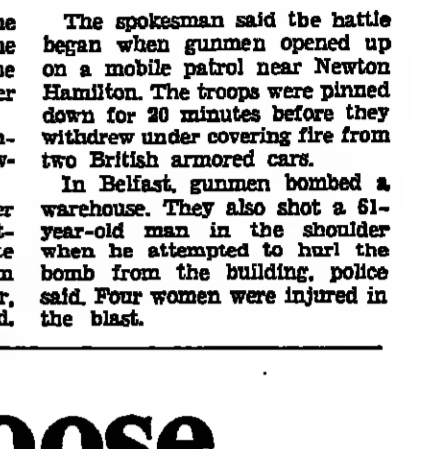 The spokesman said the battle
began when gunmen opened up
on a mobile patrol near Newton
Hamilton. The troops were pinned
down for 20 minutes before they
withdrew under covering fire from
two British armored cars.
In Belfast, gunmen bombed a
warehouse. They also shot a 61-
year-old man in the shoulder
when he attempted to hurl the
bomb from the building, police
said. Four women were injured in
the blast.